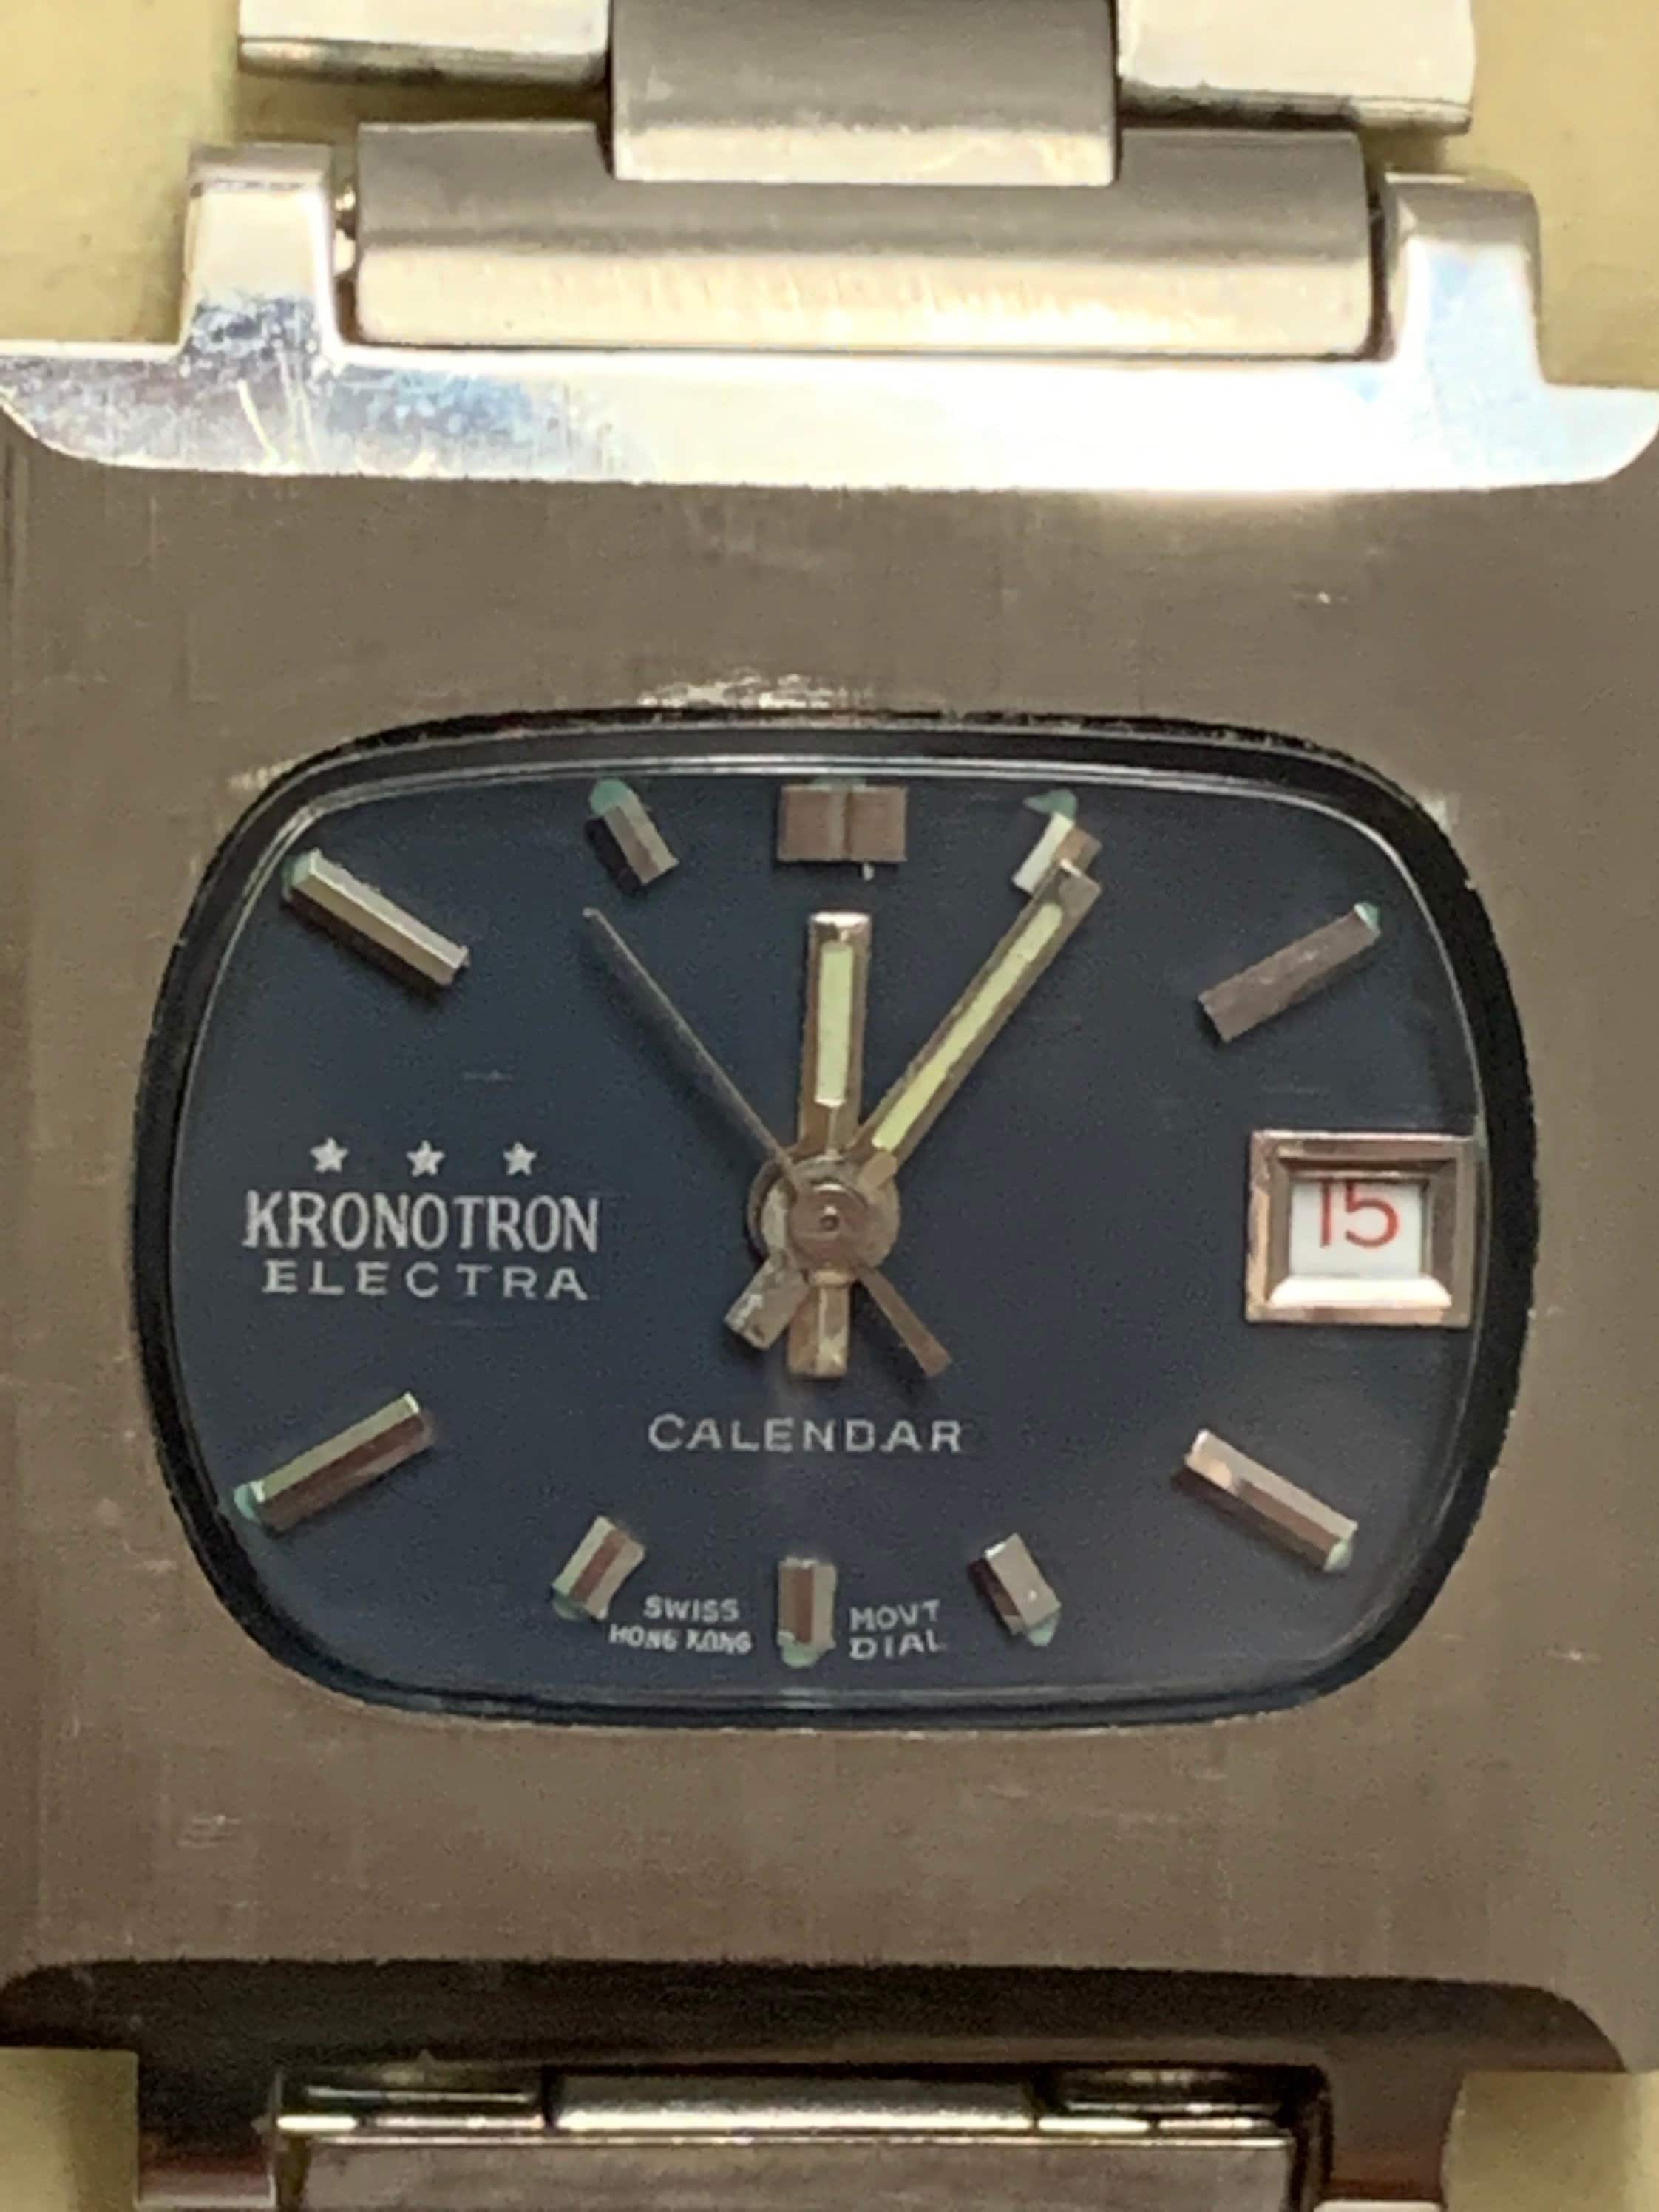 15
KRONOTRON
ELECTRA
CALENDAR
SWISS MOVT
HONG KONG DIAL